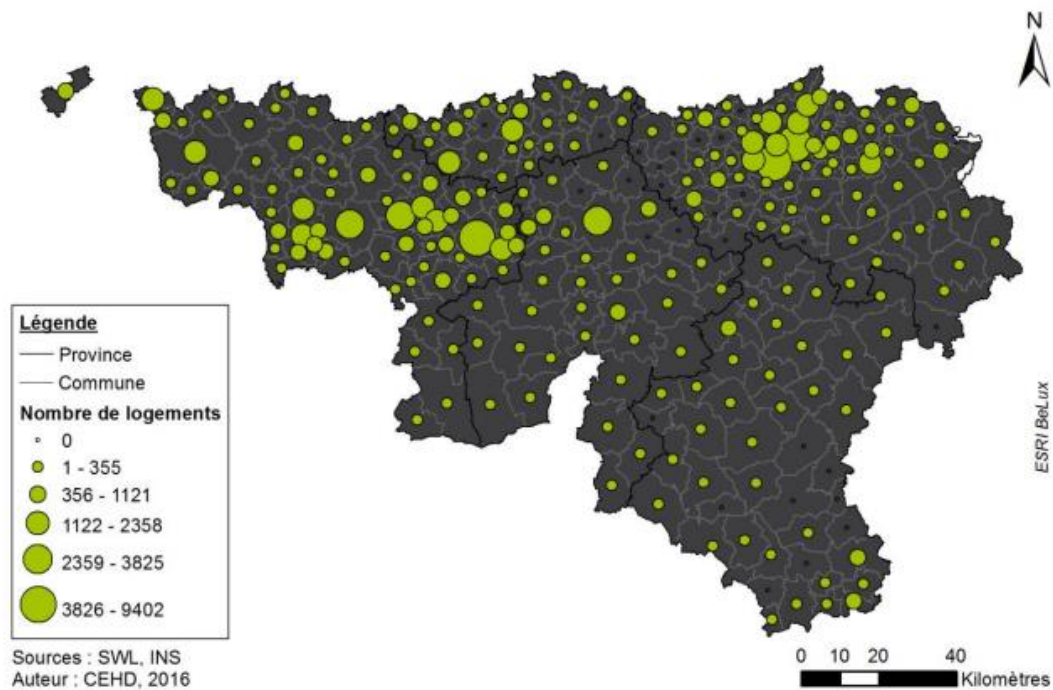 N
Légende
Province
Commune
Nombre de logements
0
1 - 355
356 - 1121
1122 - 2358
2359 - 3825
3826 - 9402
ESRI BeLux
Sources : SWL, INS
Auteur : CEHD, 2016
0 10 20 40
Kilomètres